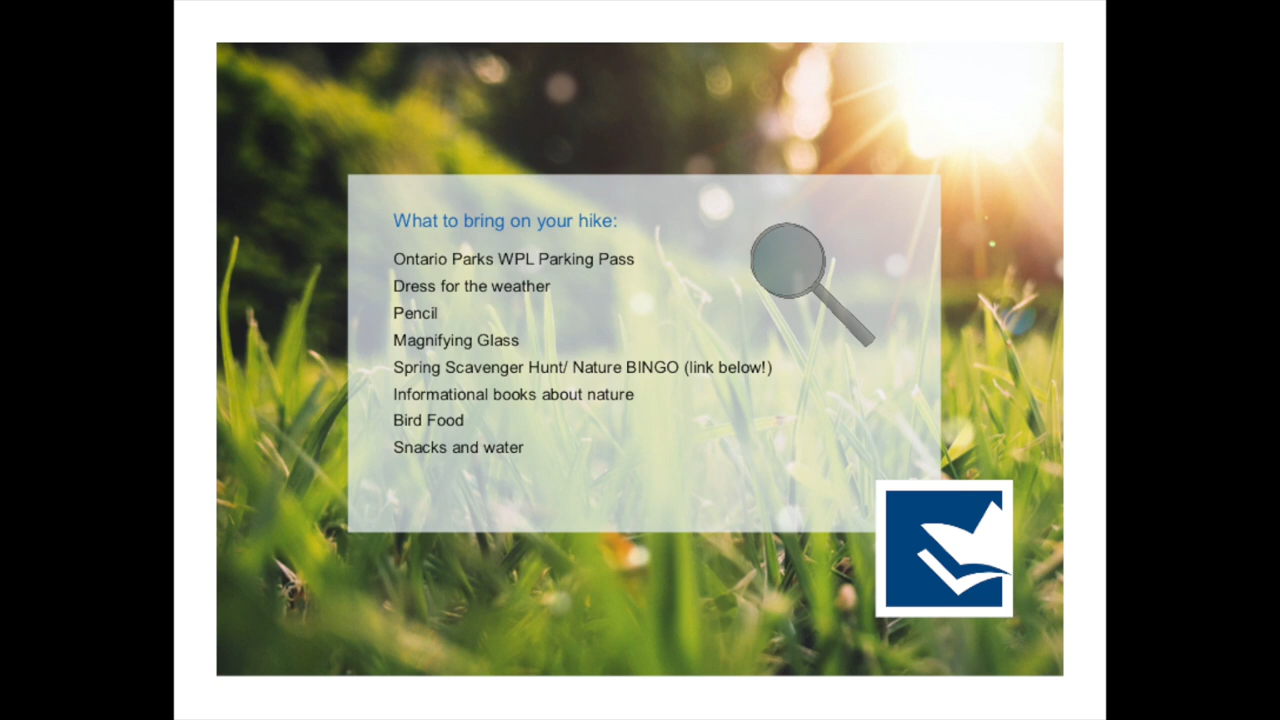 What to bring on your hike:
Ontario Parks WPL Parking Pass
Dress for the weather
Pencil
Magnifying Glass
Spring Scavenger Hunt/ Nature BINGO (link below!)
Informational books about nature
Bird Food
Snacks and water